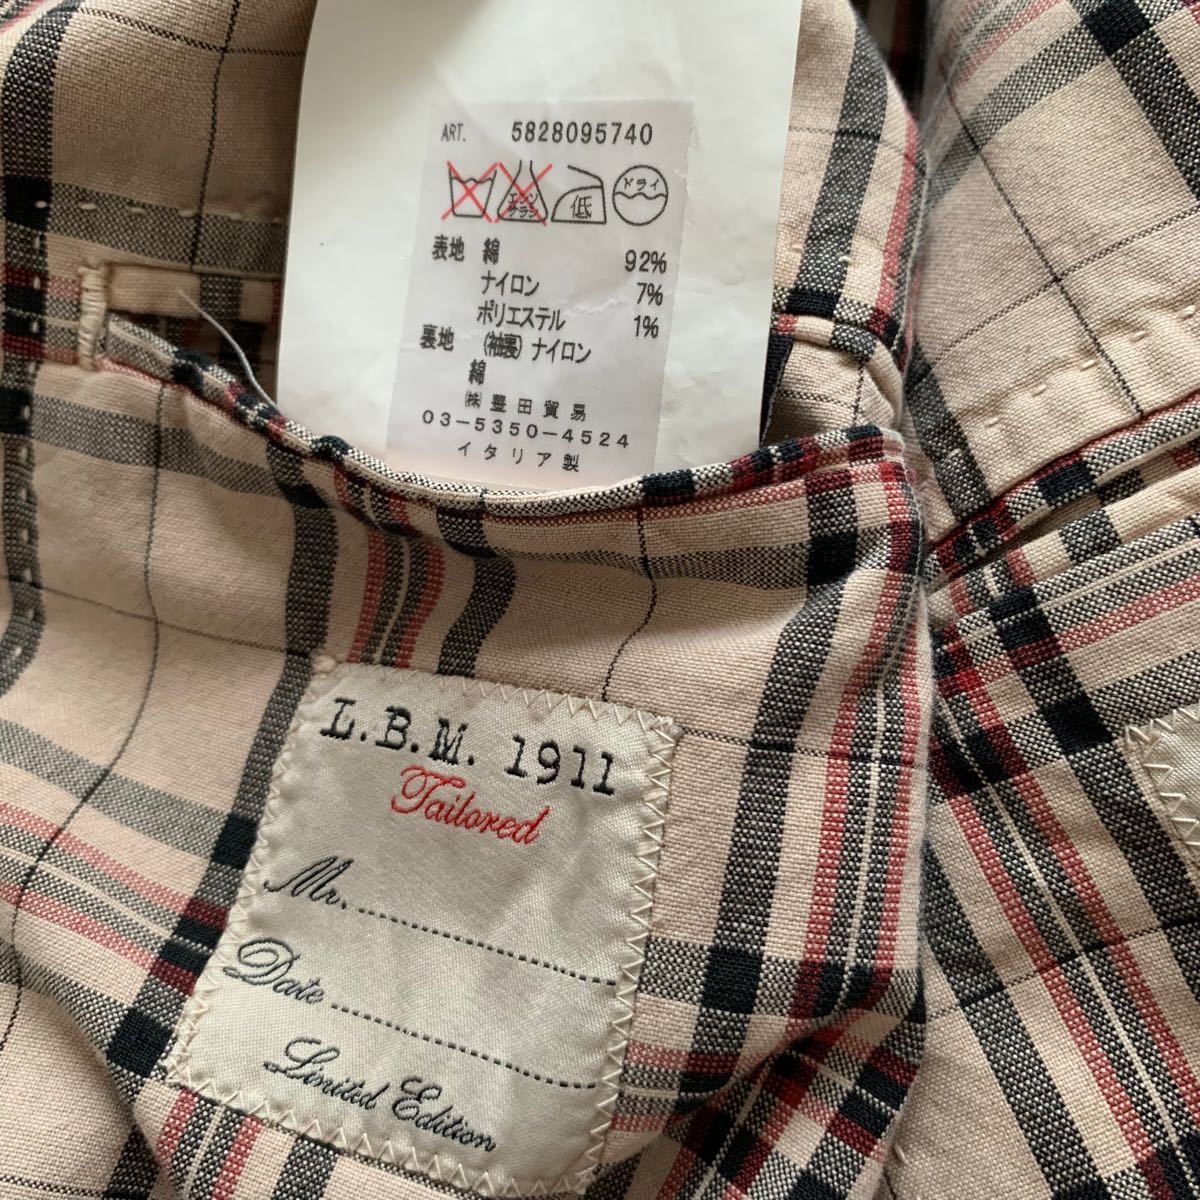 ART. 5828095740
エンソ
サラシ
低
ドライ
表地 綿 92%
ナイロン 7%
ポリエステル 1%
裏地 (袖裏) ナイロン
綿
㈱ 豊田貿易
03-5350-4524
イタリア製
L.B.M. 1911
Tailored
Mr. ..........
Date ..........
Limited Edition